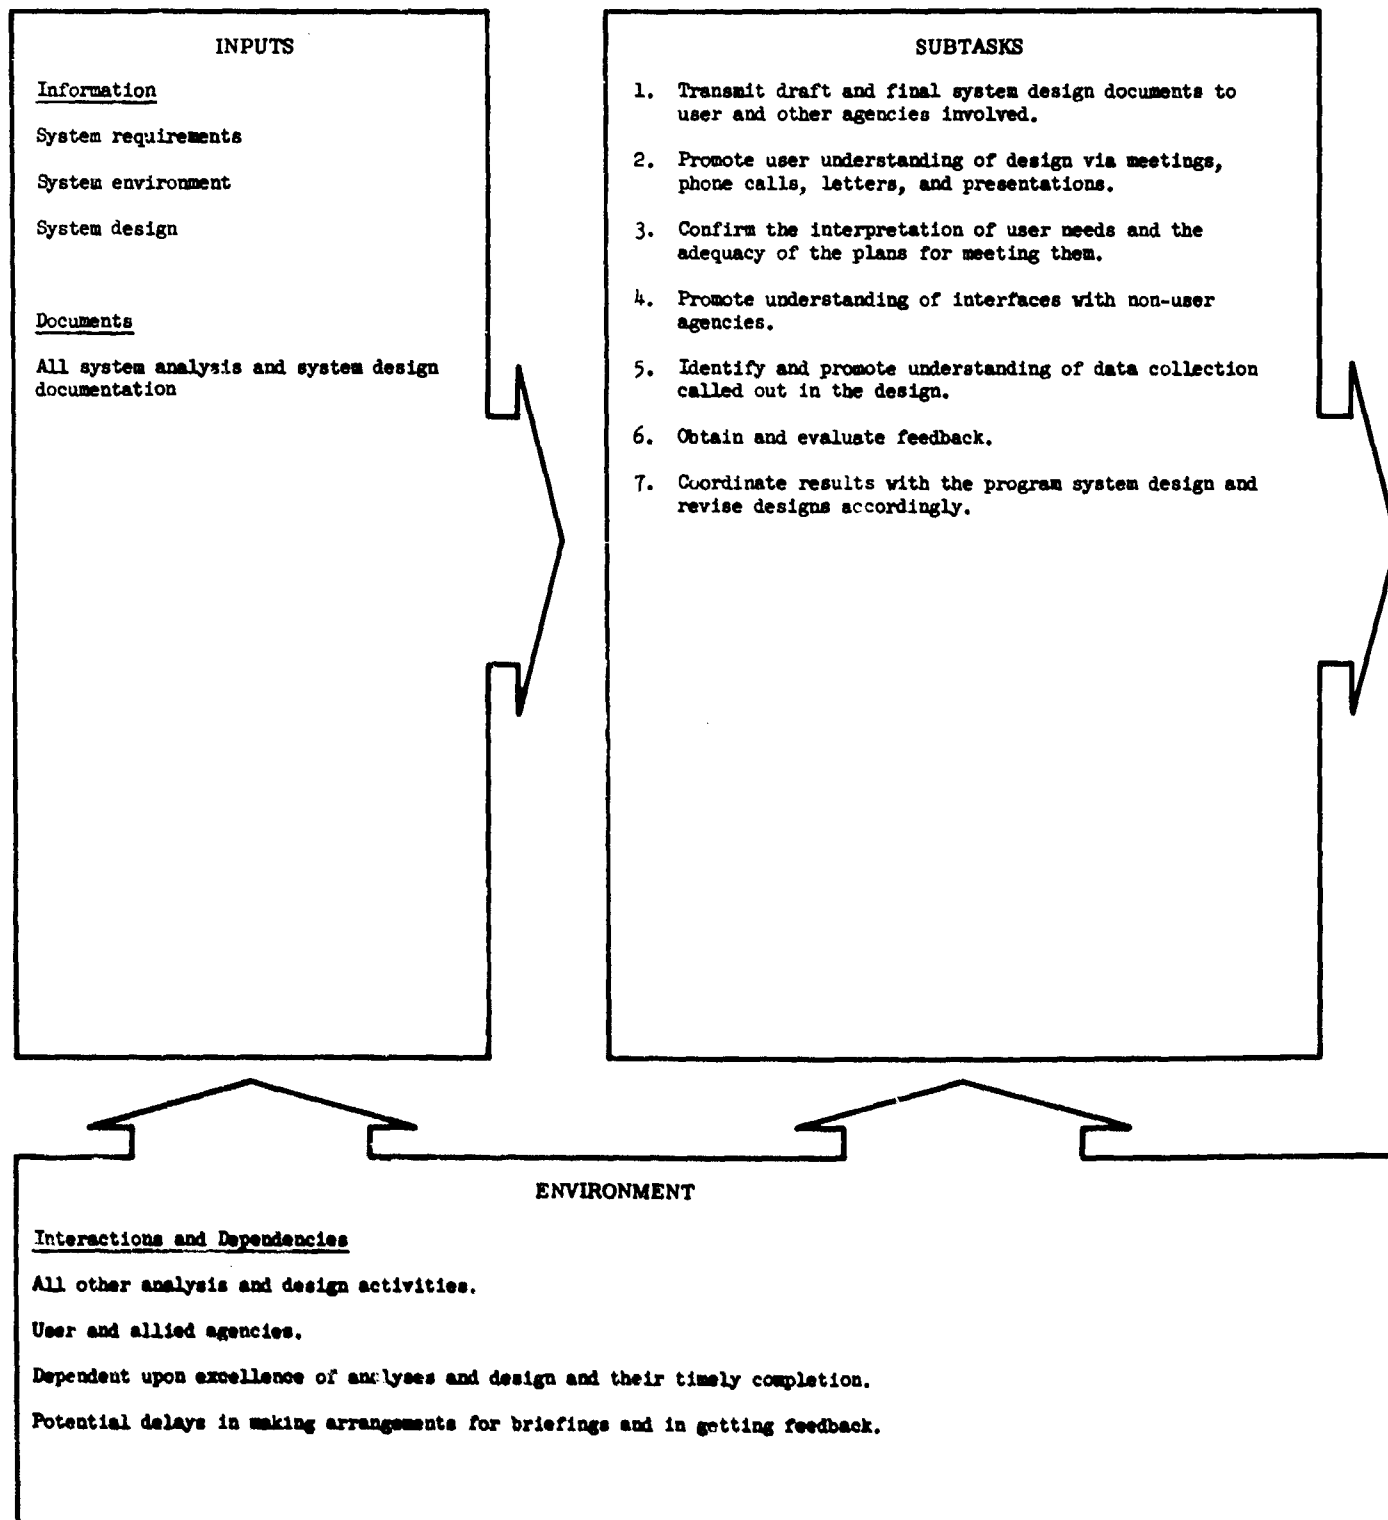 INPUTS
Information
System requirements
System environment
System design
Documents
All system analysis and system design
documentation
SUBTASKS
1. Transmit draft and final system design documents to
user and other agencies involved.
2. Promote user understanding of design via meetings,
phone calls, letters, and presentations.
3. Confirm the interpretation of user needs and the
adequacy of the plans for meeting them.
4. Promote understanding of interfaces with non-user
agencies.
5. Identify and promote understanding of data collection
called out in the design.
6. Obtain and evaluate feedback.
7. Coordinate results with the program system design and
revise designs accordingly.
ENVIRONMENT
Interactions and Dependencies
All other analysis and design activities.
User and allied agencies.
Dependent upon excellence of analyses and design and their timely completion.
Potential delays in making arrangements for briefings and in getting feedback.